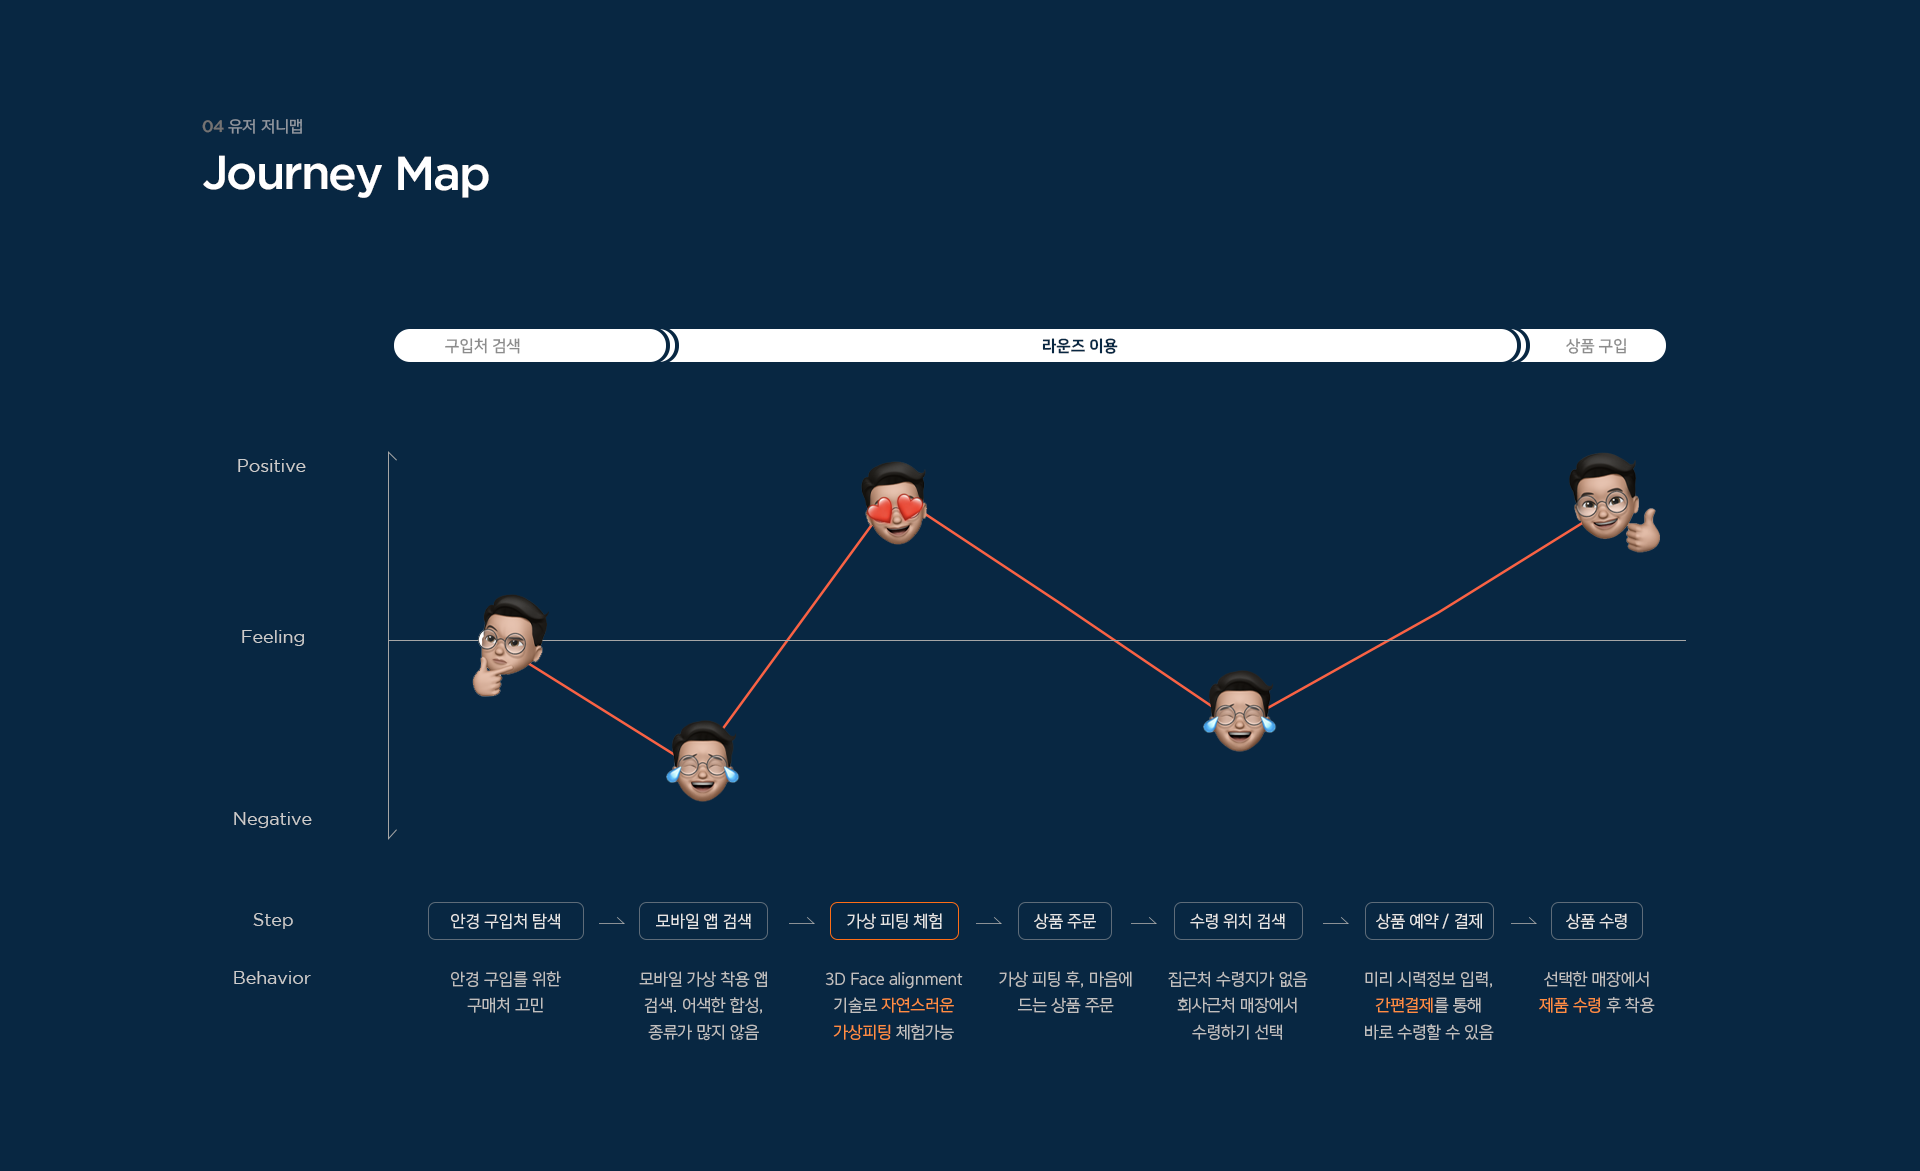 04 유저 저니맵
Journey Map
구입처 검색
라운즈 이용
상품 구입
Positive
Feeling
Negative
Step
안경 구입처 탐색
모바일 앱 검색
가상 피팅 체험
상품 주문
수령 위치 검색
상품 예약 / 결제
상품 수령
Behavior
안경 구입를 위한
구매처 고민
모바일 가상 착용 앱
검색. 어색한 합성,
종류가 많지 않음
3D Face alignment
기술로 자연스러운
가상피팅 체험가능
가상 피팅 후, 마음에
드는 상품 주문
집근처 수령지가 없음
회사근처 매장에서
수령하기 선택
미리 시력정보 입력,
간편결제를 통해
바로 수령할 수 있음
선택한 매장에서
제품 수령 후 착용